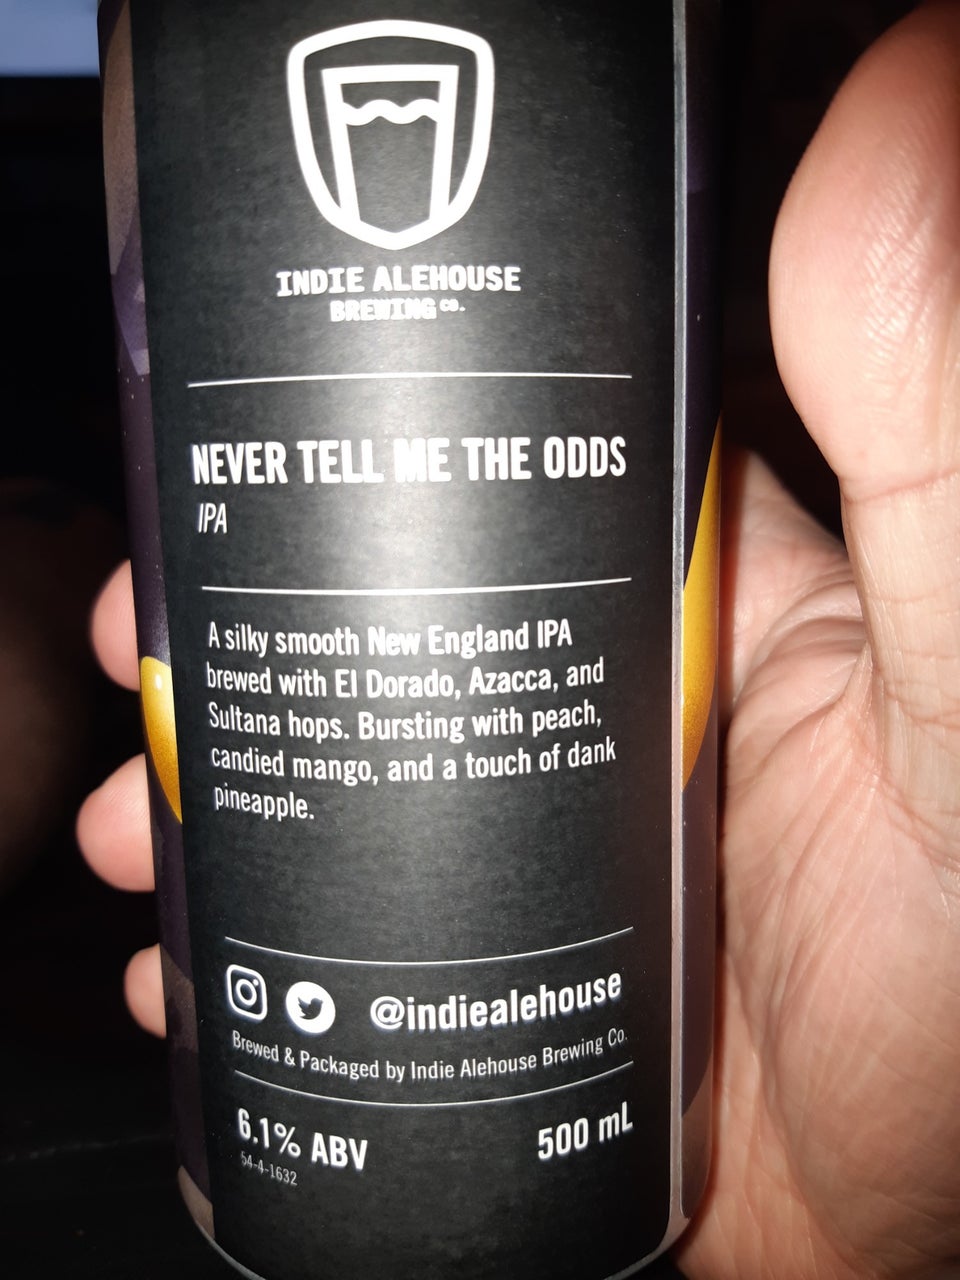 INDIE ALEHOUSE
BREWING CO.
NEVER TELL ME THE ODDS
IPA
A silky smooth New England IPA
brewed with El Dorado, Azacca, and
Sultana hops. Bursting with peach,
candied mango, and a touch of dank
pineapple.
@indiealehouse
Brewed & Packaged by Indie Alehouse Brewing Co.
6.1% ABV 500 mL
54-4-1632